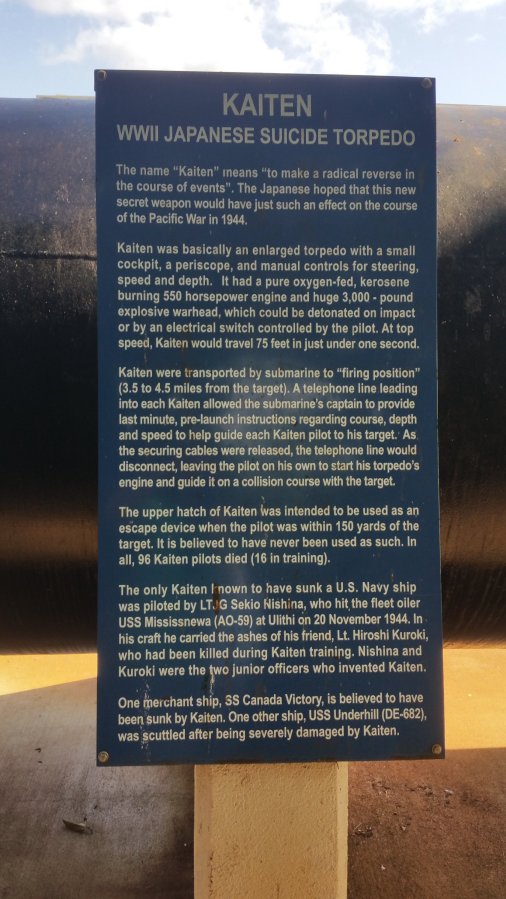 KAITEN
WWII JAPANESE SUICIDE TORPEDO
The name "Kaiten" means "to make a radical reverse in
the course of events". The Japanese hoped that this new
secret weapon would have just such an effect on the course
of the Pacific War in 1944.
Kaiten was basically an enlarged torpedo with a small
cockpit, a periscope, and manual controls for steering,
speed and depth. It had a pure oxygen-fed, kerosene
burning 550 horsepower engine and huge 3,000 - pound
explosive warhead, which could be detonated on impact
or by an electrical switch controlled by the pilot. At top
speed, Kaiten would travel 75 feet in just under one second.
Kaiten were transported by submarine to "firing position"
(3.5 to 4.5 miles from the target). A telephone line leading
into each Kaiten allowed the submarine's captain to provide
last minute, pre-launch instructions regarding course, depth
and speed to help guide each Kaiten pilot to his target. As
the securing cables were released, the telephone line would
disconnect, leaving the pilot on his own to start his torpedo's
engine and guide it on a collision course with the target.
The upper hatch of Kaiten was intended to be used as an
escape device when the pilot was within 150 yards of the
target. It is believed to have never been used as such. In
all, 96 Kaiten pilots died (16 in training).
The only Kaiten known to have sunk a U.S. Navy ship
was piloted by LTJG Sekio Nishina, who hit the fleet oiler
USS Mississnewa (AO-59) at Ulithi on 20 November 1944. In
his craft he carried the ashes of his friend, Lt. Hiroshi Kuroki,
who had been killed during Kaiten training. Nishina and
Kuroki were the two junior officers who invented Kaiten.
One merchant ship, SS Canada Victory, is believed to have
been sunk by Kaiten. One other ship, USS Underhill (DE-682),
was scuttled after being severely damaged by Kaiten.